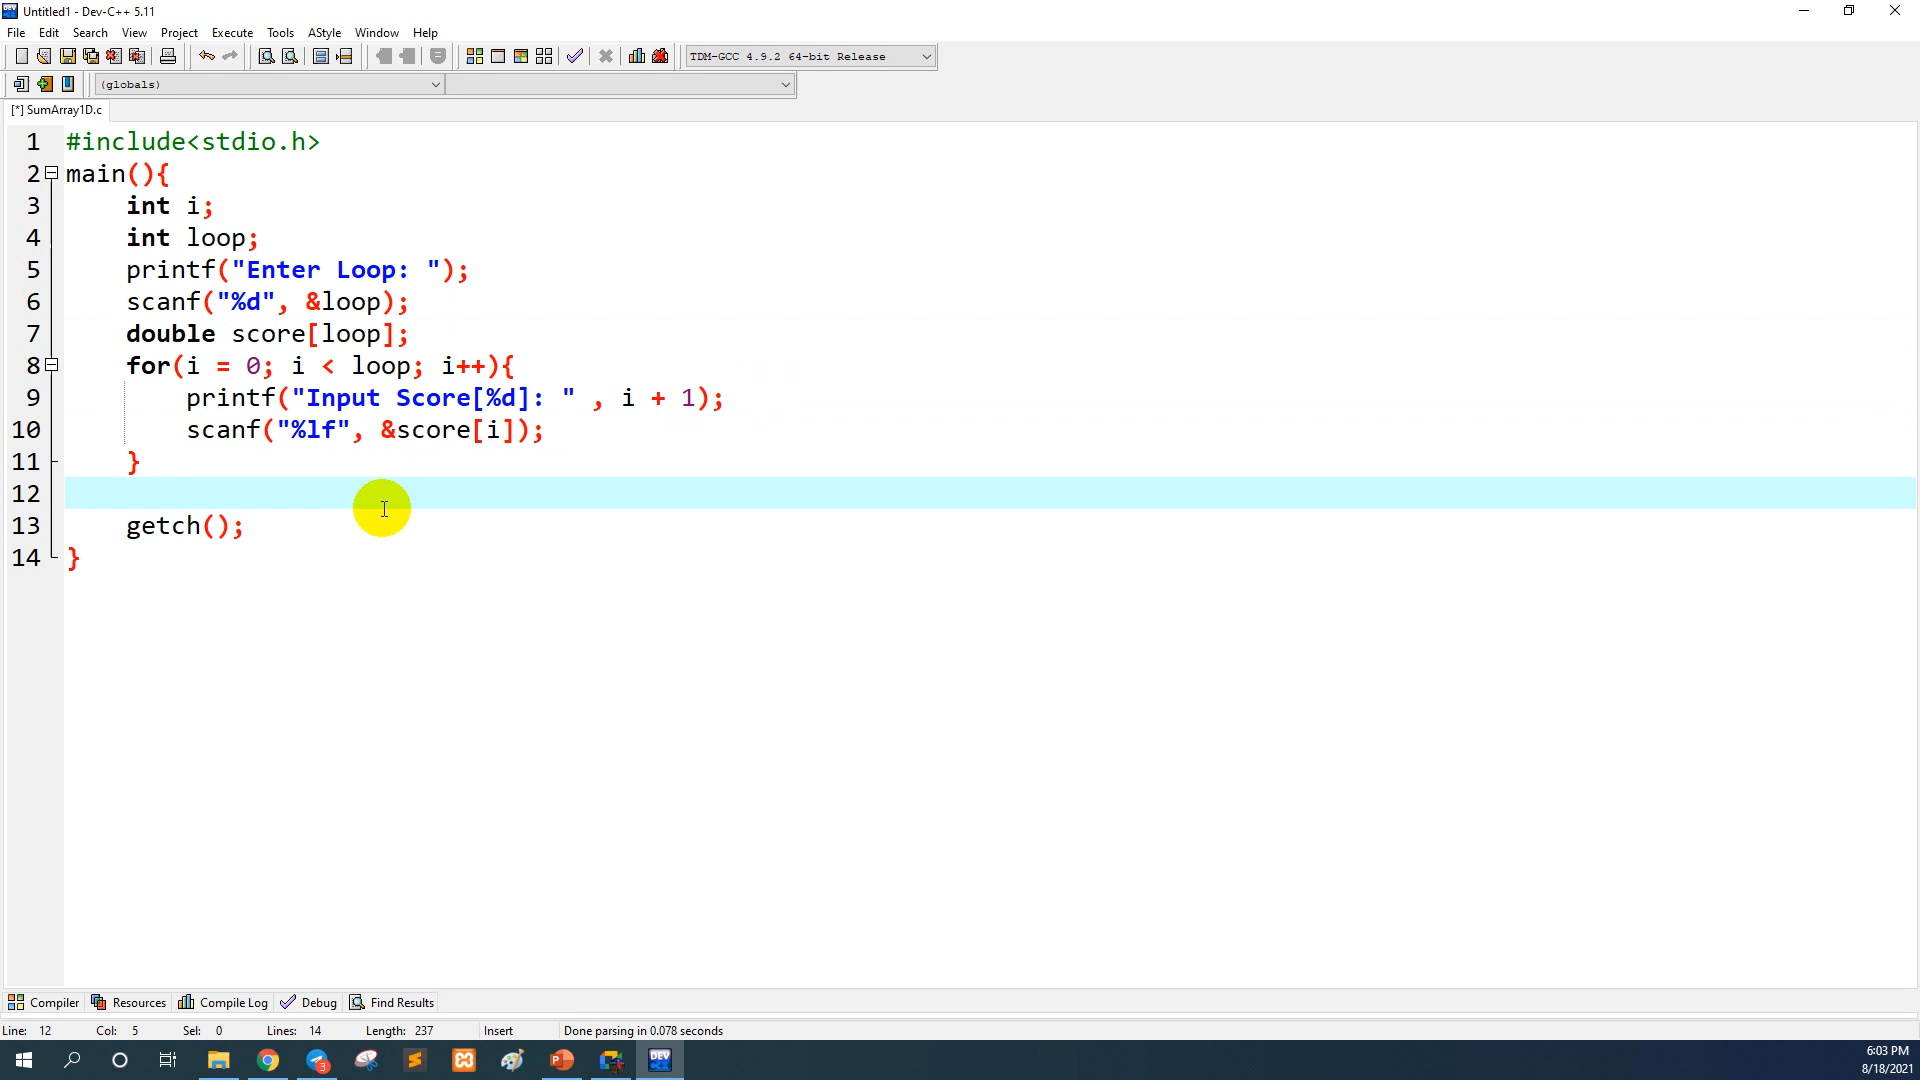 Untitled1 - Dev-C++ 5.11
File Edit Search View Project Execute Tools AStyle Window Help
TDM-GCC 4.9.2 64-bit Release
(globals)
[*] SumArray1D.c
1 #include<stdio.h>
2 main(){
3 int i;
4 int loop;
5 printf("Enter Loop: ");
6 scanf("%d", &loop);
7 double score[loop];
8 for(i = 0; i < loop; i++){
9 printf("Input Score[%d]: " , i + 1);
10 scanf("%lf", &score[i]);
11 }
12
13 getch();
14 }
Compiler Resources Compile Log Debug Find Results
Line: 12 Col: 5 Sel: 0 Lines: 14 Length: 237 Insert Done parsing in 0.078 seconds
3
DEV
6:03 PM
8/18/2021